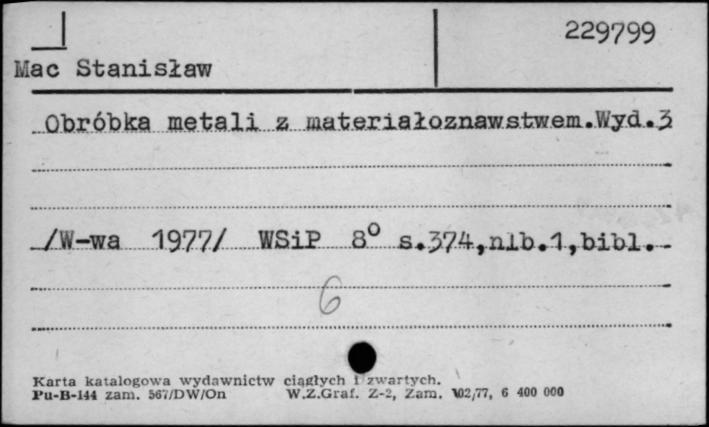 229799
Mac Stanisław
Obróbka metali z materiałoznawstwem.Wyd.3
/W-wa 1977/ WSiP 8° s.374,nlb.1,bibl.
6
Karta katalogowa wydawnictw ciągłych i zwartych.
Pu-B-144 zam. 567/DW/On W.Z.Graf. Z-2, Zam. 102/77, 6 400 000